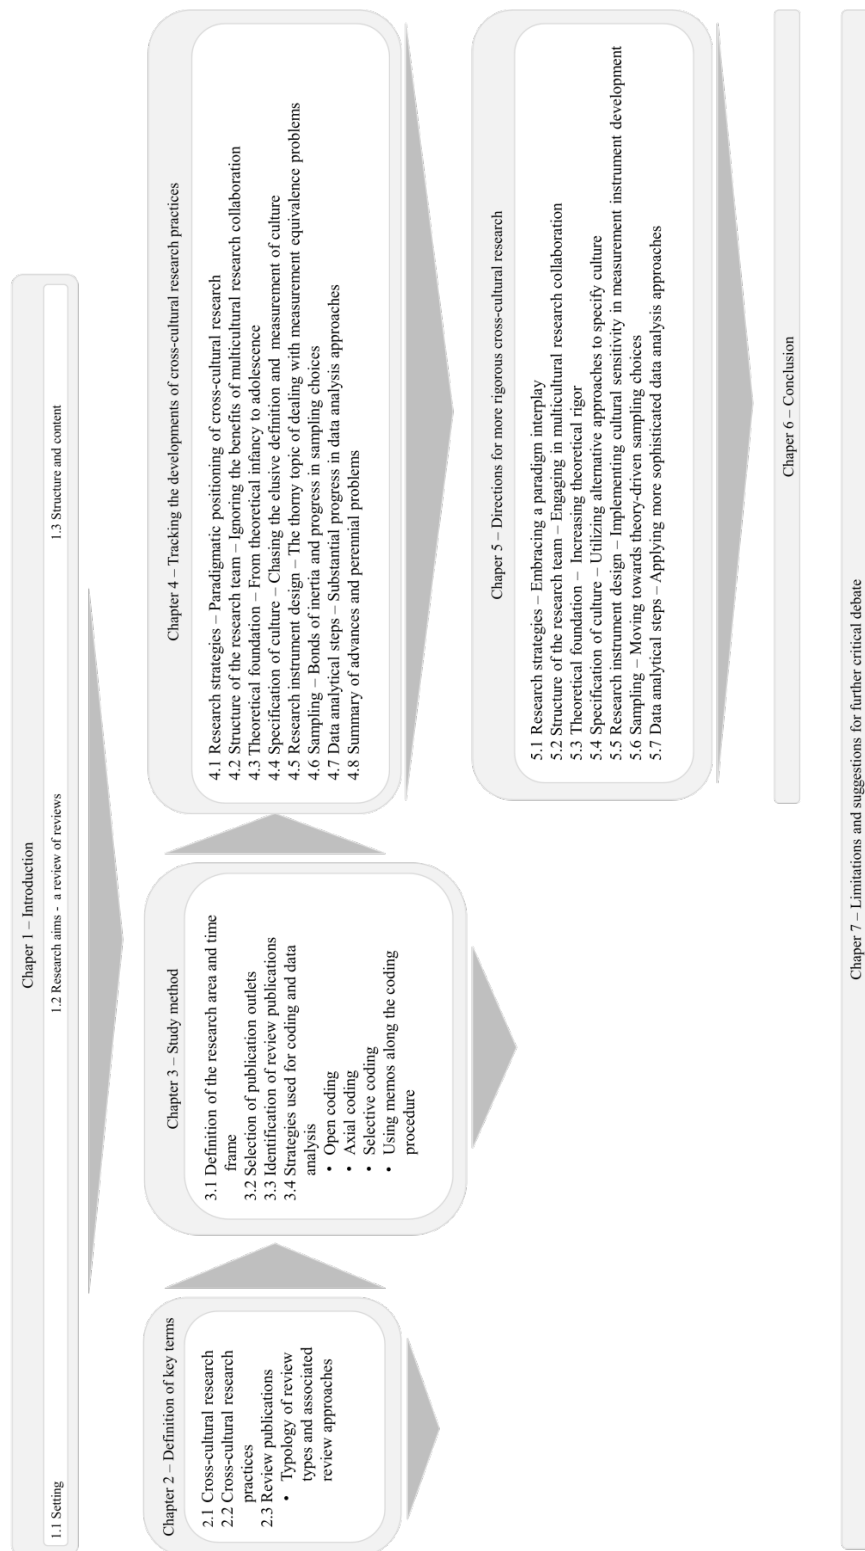 Chaper 1 – Introduction
1.1 Setting
1.2 Research aims - a review of reviews
1.3 Structure and content
Chapter 2 – Definition of key terms
2.1 Cross-cultural research
2.2 Cross-cultural research
practices
2.3 Review publications
• Typology of review
types and associated
review approaches
Chapter 3 – Study method
3.1 Definition of the research area and time
frame
3.2 Selection of publication outlets
3.3 Identification of review publications
3.4 Strategies used for coding and data
analysis
• Open coding
• Axial coding
• Selective coding
• Using memos along the coding
procedure
Chapter 4 – Tracking the developments of cross-cultural research practices
4.1 Research strategies – Paradigmatic positioning of cross-cultural research
4.2 Structure of the research team – Ignoring the benefits of multicultural research collaboration
4.3 Theoretical foundation – From theoretical infancy to adolescence
4.4 Specification of culture – Chasing the elusive definition and measurement of culture
4.5 Research instrument design – The thorny topic of dealing with measurement equivalence problems
4.6 Sampling – Bonds of inertia and progress in sampling choices
4.7 Data analytical steps – Substantial progress in data analysis approaches
4.8 Summary of advances and perennial problems
Chaper 5 – Directions for more rigorous cross-cultural research
5.1 Research strategies – Embracing a paradigm interplay
5.2 Structure of the research team – Engaging in multicultural research collaboration
5.3 Theoretical foundation – Increasing theoretical rigor
5.4 Specification of culture – Utilizing alternative approaches to specify culture
5.5 Research instrument design – Implementing cultural sensitivity in measurement instrument development
5.6 Sampling – Moving towards theory-driven sampling choices
5.7 Data analytical steps – Applying more sophisticated data analysis approaches
Chaper 6 – Conclusion
Chaper 7 – Limitations and suggestions for further critical debate